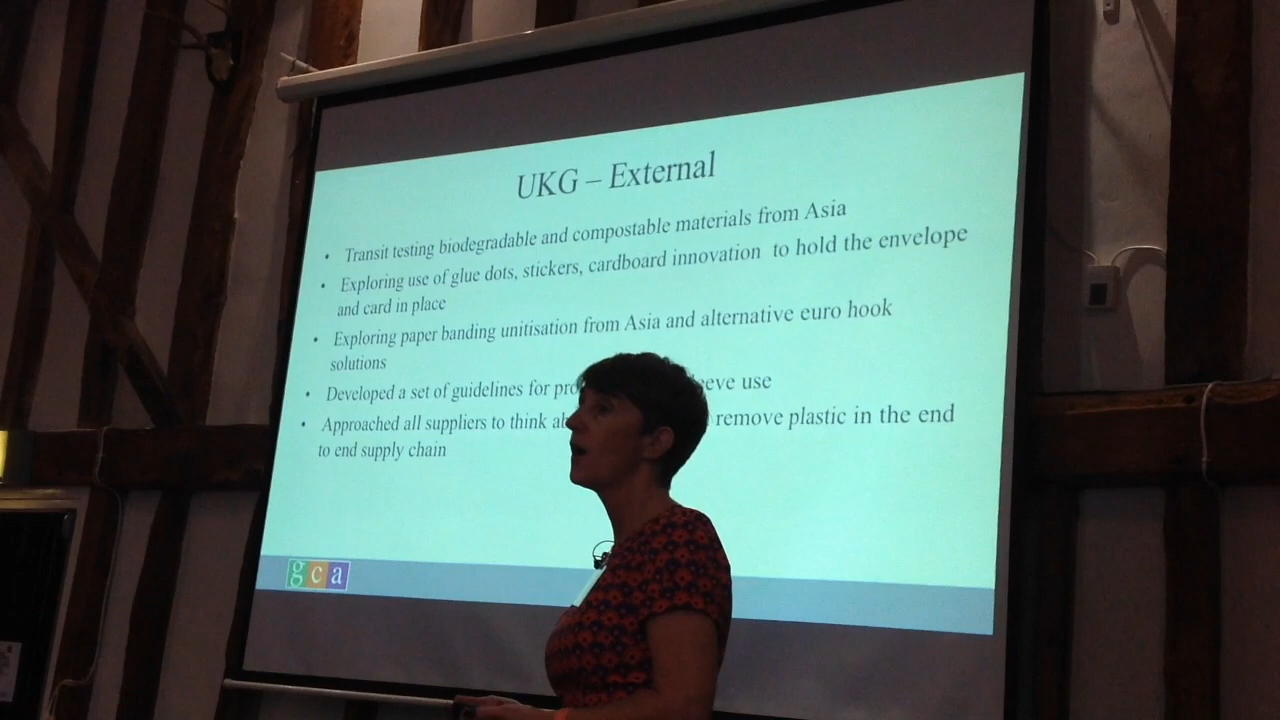 UKG – External
• Transit testing biodegradable and compostable materials from Asia
• Exploring use of glue dots, stickers, cardboard innovation to hold the envelope
and card in place
• Exploring paper banding unitisation from Asia and alternative euro hook
solutions
• Developed a set of guidelines for use
• Approached all suppliers to think remove plastic in the end
to end supply chain
gca